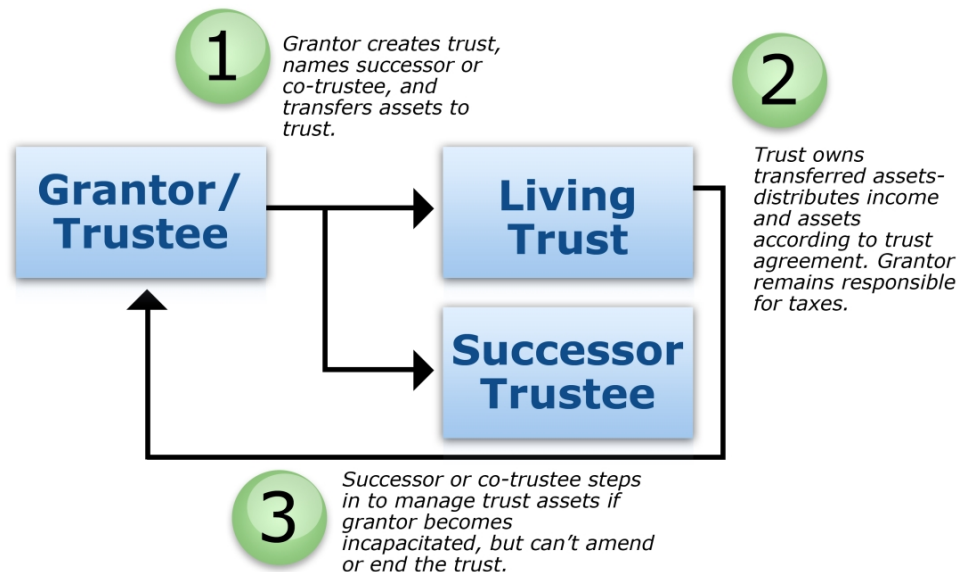 1
Grantor creates trust,
names successor or
co-trustee, and
transfers assets to
trust.
2
Trust owns
transferred assets-
distributes income
and assets
according to trust
agreement. Grantor
remains responsible
for taxes.
Grantor/
Trustee
Living
Trust
Successor
Trustee
3
Successor or co-trustee steps
in to manage trust assets if
grantor becomes
incapacitated, but can’t amend
or end the trust.